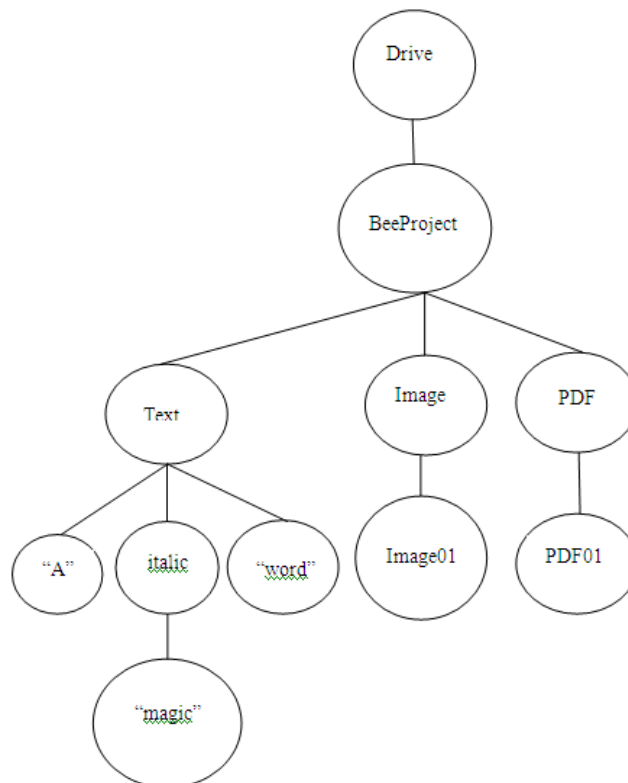 Drive
BeeProject
Text
Image
PDF
“A”
italic
“word”
Image01
PDF01
“magic”